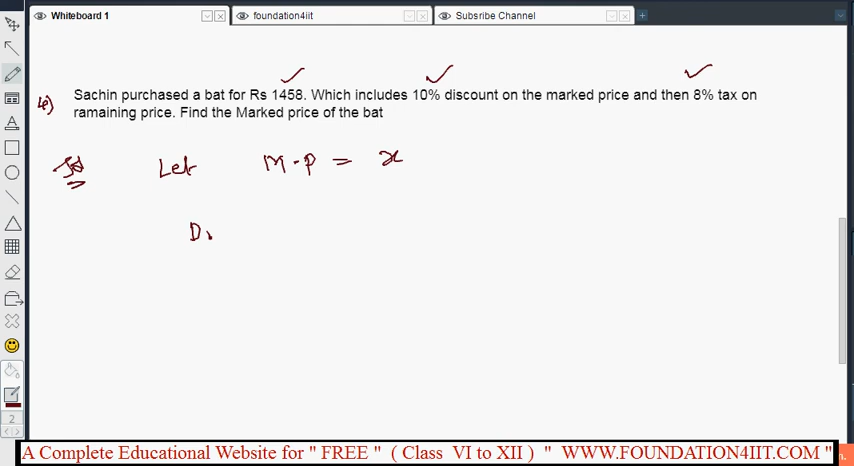 Whiteboard 1
foundation4iit
Subsribe Channel
4)
Sachin purchased a bat for Rs 1458. Which includes 10% discount on the marked price and then 8% tax on
ramaining price. Find the Marked price of the bat
Let M.P = x
D.
2
A Complete Educational Website for " FREE " ( Class VI to XII ) " WWW.FOUNDATION4IIT.COM "